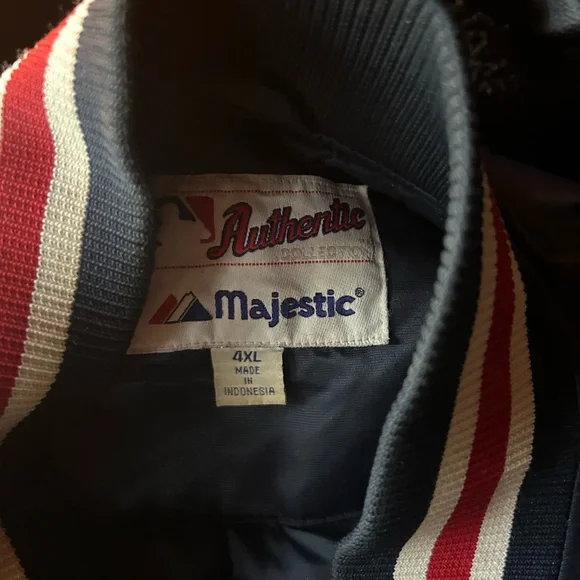 Authentic
COLLECTION
Majestic®
4XL
MADE
IN
INDONESIA